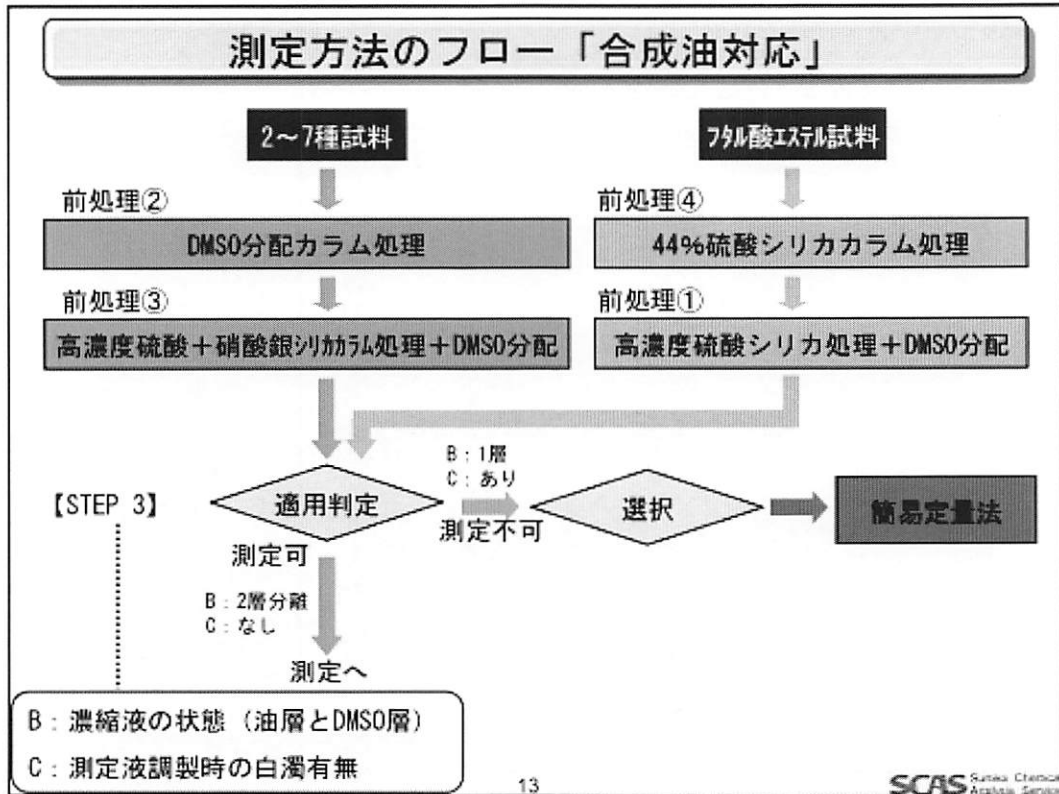 測定方法のフロー「合成油対応」
2～7種試料
フタル酸エステル試料
前処理②
前処理④
DMSO分配カラム処理
44%硫酸シリカカラム処理
前処理③
前処理①
高濃度硫酸＋硝酸銀シリカカラム処理＋DMSO分配
高濃度硫酸シリカ処理＋DMSO分配
B：1層
C：あり
【STEP 3】
適用判定
選択
簡易定量法
測定不可
測定可
B：2層分離
C：なし
測定へ
B：濃縮液の状態（油層とDMSO層）
C：測定液調製時の白濁有無
13
SCAS Sumika Chemical
Analysis Service